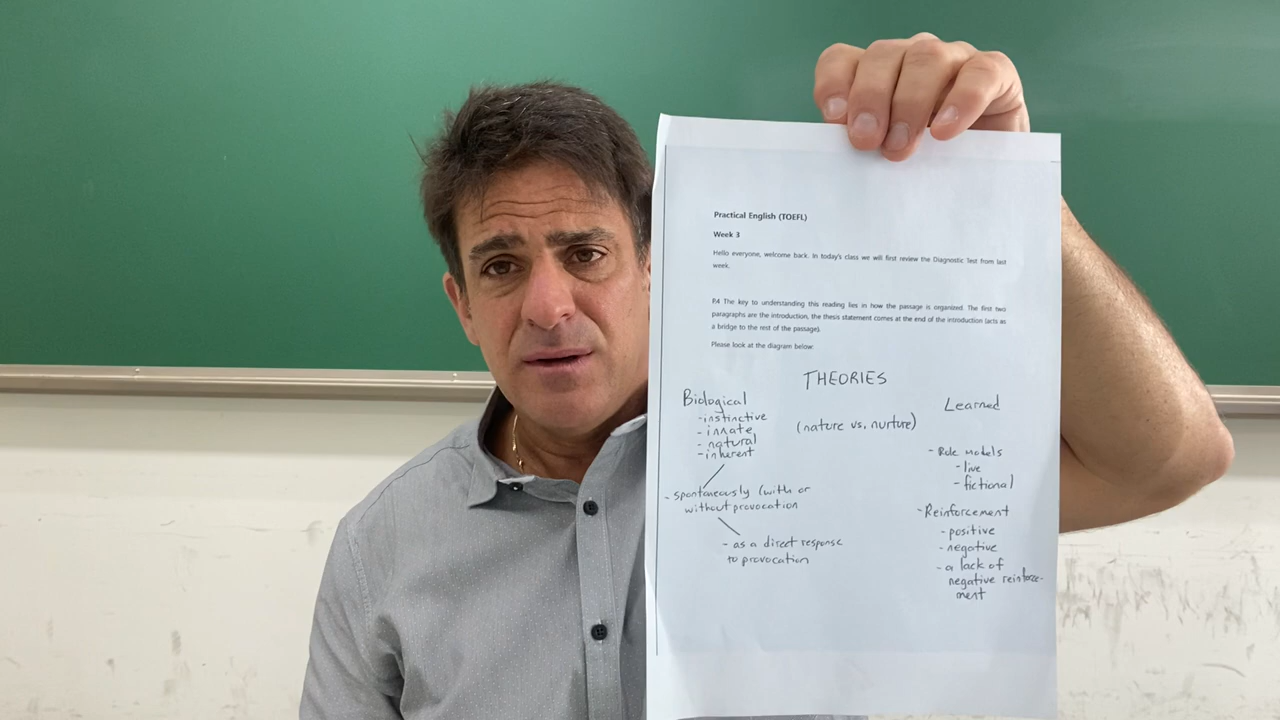 Practical English (TOEFL)
Week 3
Hello everyone, welcome back. In today's class we will first review the Diagnostic Test from last
week.
P.4 The key to understanding this reading lies in how the passage is organized. The first two
paragraphs are the introduction, the thesis statement comes at the end of the introduction (acts as
a bridge to the rest of the passage).
Please look at the diagram below:
THEORIES
Biological
-instinctive
- innate
- natural
-inherent
(nature vs. nurture)
- spontaneously (with or
without provocation
- as a direct response
to provocation
Learned
- Role Models
- live
- fictional
-Reinforcement
- positive
- negative
- a lack of
negative reinforce-
ment